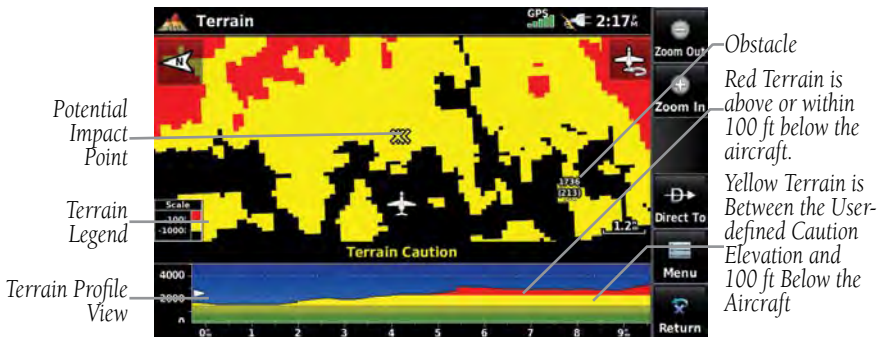 Terrain
GPS
2:17
Zoom Out
Zoom In
Direct To
Menu
Return
N
1736
(213)
Scale
-100
-1000
1.2
Terrain Caution
4000
2000
0
0 1 2 3 4 5 6 7 8 9
Potential
Impact
Point
Terrain
Legend
Terrain Profile
View
Obstacle
Red Terrain is
above or within
100 ft below the
aircraft.
Yellow Terrain is
Between the User-
defined Caution
Elevation and
100 ft Below the
Aircraft